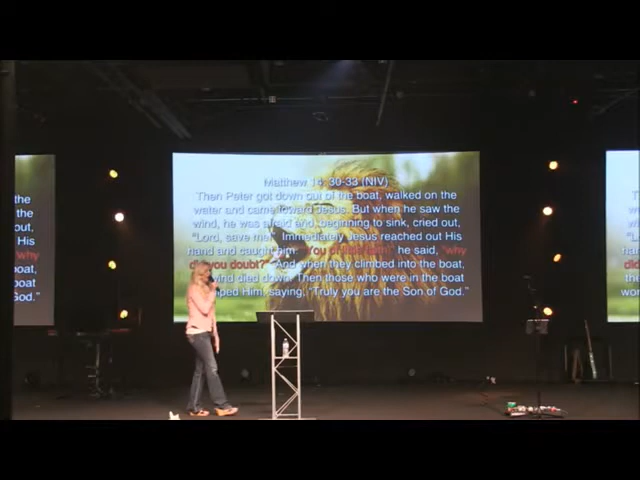 Matthew 14: 30-33 (NIV)
Then Peter got down out of the boat, walked on the
water and came toward Jesus. But when he saw the
wind, he was afraid and, beginning to sink, cried out,
"Lord, save me." Immediately Jesus reached out His
hand and caught him. "You faith," he said, "why
did you doubt?" And when they climbed into the boat,
wind died down. Then those who were in the boat
ped Him, saying, "Truly you are the Son of God."
the
the
out,
His
"why
boat,
boat
God."